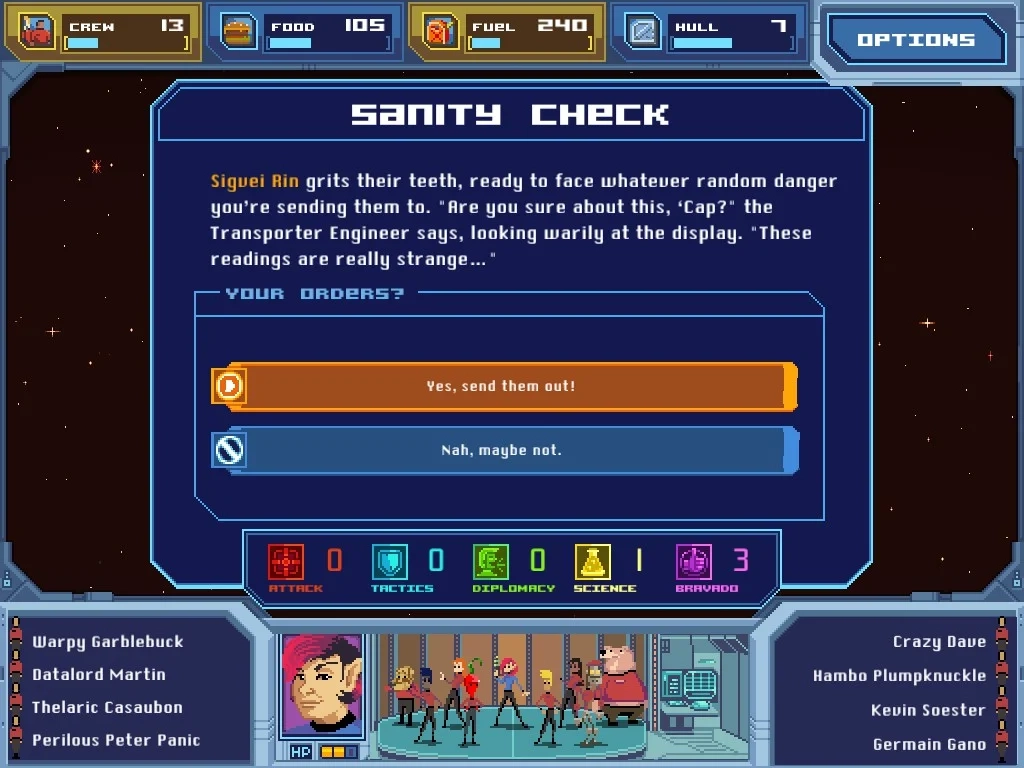 CREW 13
FOOD 105
FUEL 240
HULL 7
OPTIONS
SANITY CHECK
Sigvei Rin grits their teeth, ready to face whatever random danger
you're sending them to. "Are you sure about this, ‘Cap?" the
Transporter Engineer says, looking warily at the display. "These
readings are really strange..."
YOUR ORDERS?
Yes, send them out!
Nah, maybe not.
0 0 0 1 3
ATTACK TACTICS DIPLOMACY SCIENCE BRAVADO
Warpy Garblebuck
Datalord Martin
Thelaric Casaubon
Perilous Peter Panic
HP
Crazy Dave
Hambo Plumpknuckle
Kevin Soester
Germain Gano